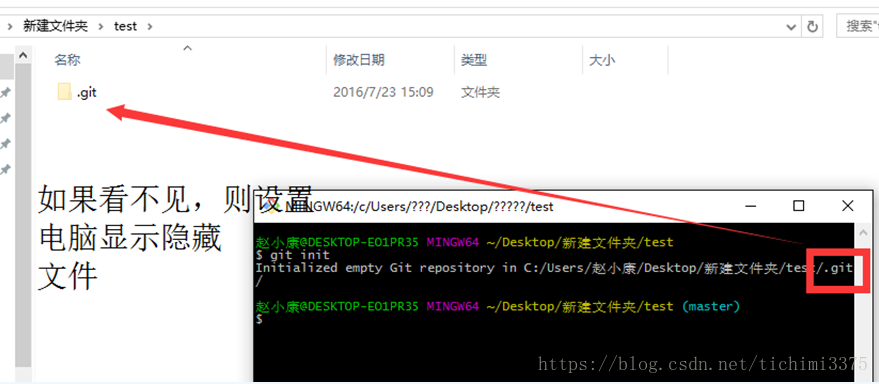 新建文件夹 › test ›
搜索"t
名称 修改日期 类型 大小
.git 2016/7/23 15:09 文件夹
如果看不见，则设置
电脑显示隐藏
文件
MINGW64:/c/Users/???/Desktop/?????/test
赵小康@DESKTOP-EO1PR35 MINGW64 ~/Desktop/新建文件夹/test
$ git init
Initialized empty Git repository in C:/Users/赵小康/Desktop/新建文件夹/test/.git
/
赵小康@DESKTOP-EO1PR35 MINGW64 ~/Desktop/新建文件夹/test (master)
$
https://blog.csdn.net/tichimi3375